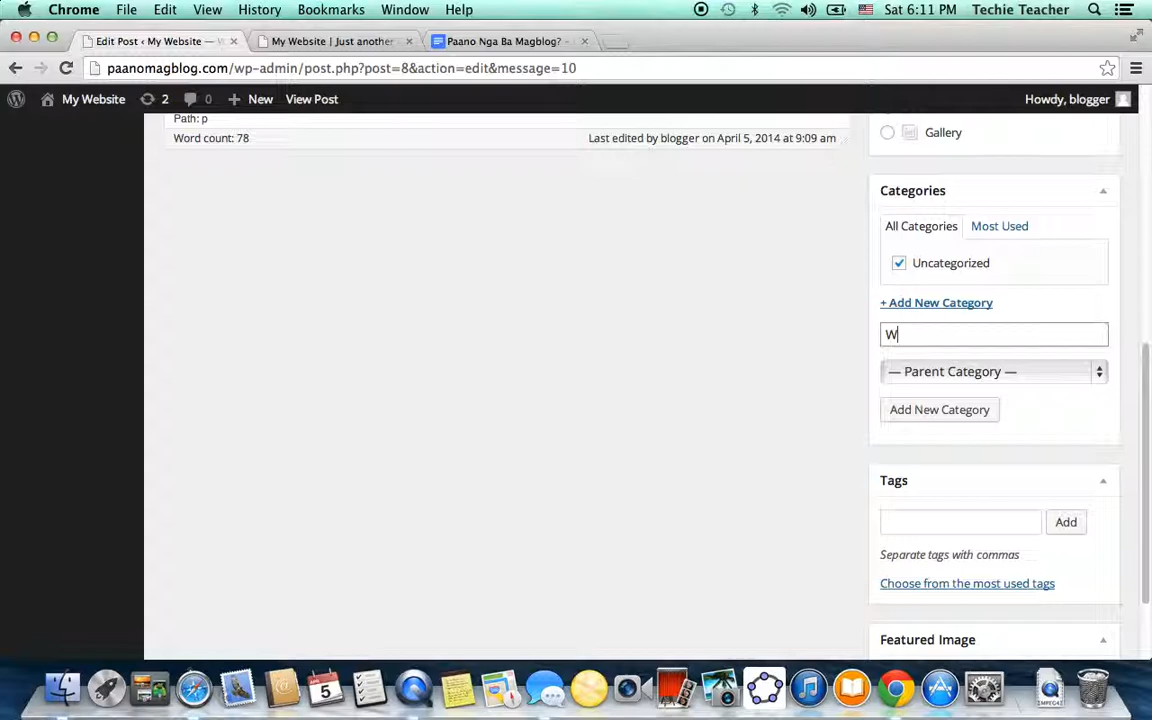 Chrome File Edit View History Bookmarks Window Help Sat 6:11 PM Techie Teacher
Edit Post ‹ My Website — My Website | Just another Paano Nga Ba Magblog? -
paanomagblog.com/wp-admin/post.php?post=8&action=edit&message=10
My Website 2 0 New View Post Howdy, blogger
Path: p
Word count: 78 Last edited by blogger on April 5, 2014 at 9:09 am
Gallery
Categories
All Categories Most Used
Uncategorized
+ Add New Category
W
— Parent Category —
Add New Category
Tags
Add
Separate tags with commas
Choose from the most used tags
Featured Image
5